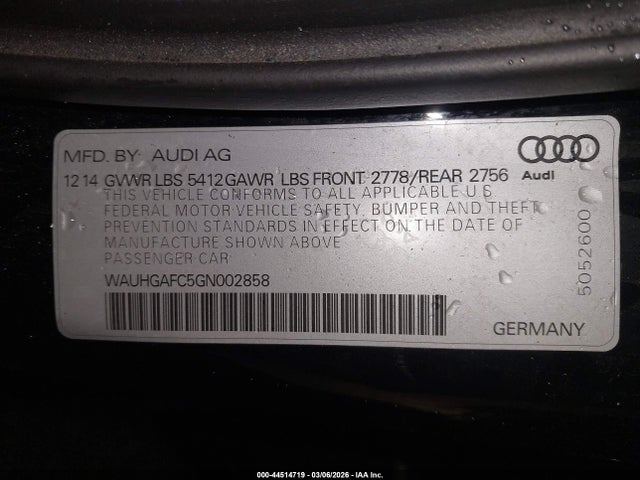 MFD. BY: AUDI AG
Audi
12 14 GVWR LBS 5412 GAWR LBS FRONT 2778/REAR 2756
THIS VEHICLE CONFORMS TO ALL APPLICABLE U S
FEDERAL MOTOR VEHICLE SAFETY, BUMPER AND THEFT
PREVENTION STANDARDS IN EFFECT ON THE DATE OF
MANUFACTURE SHOWN ABOVE
PASSENGER CAR
WAUHGAFC5GN002858
5052600
GERMANY
000-44514719 — 03/06/2026 — IAA Inc.